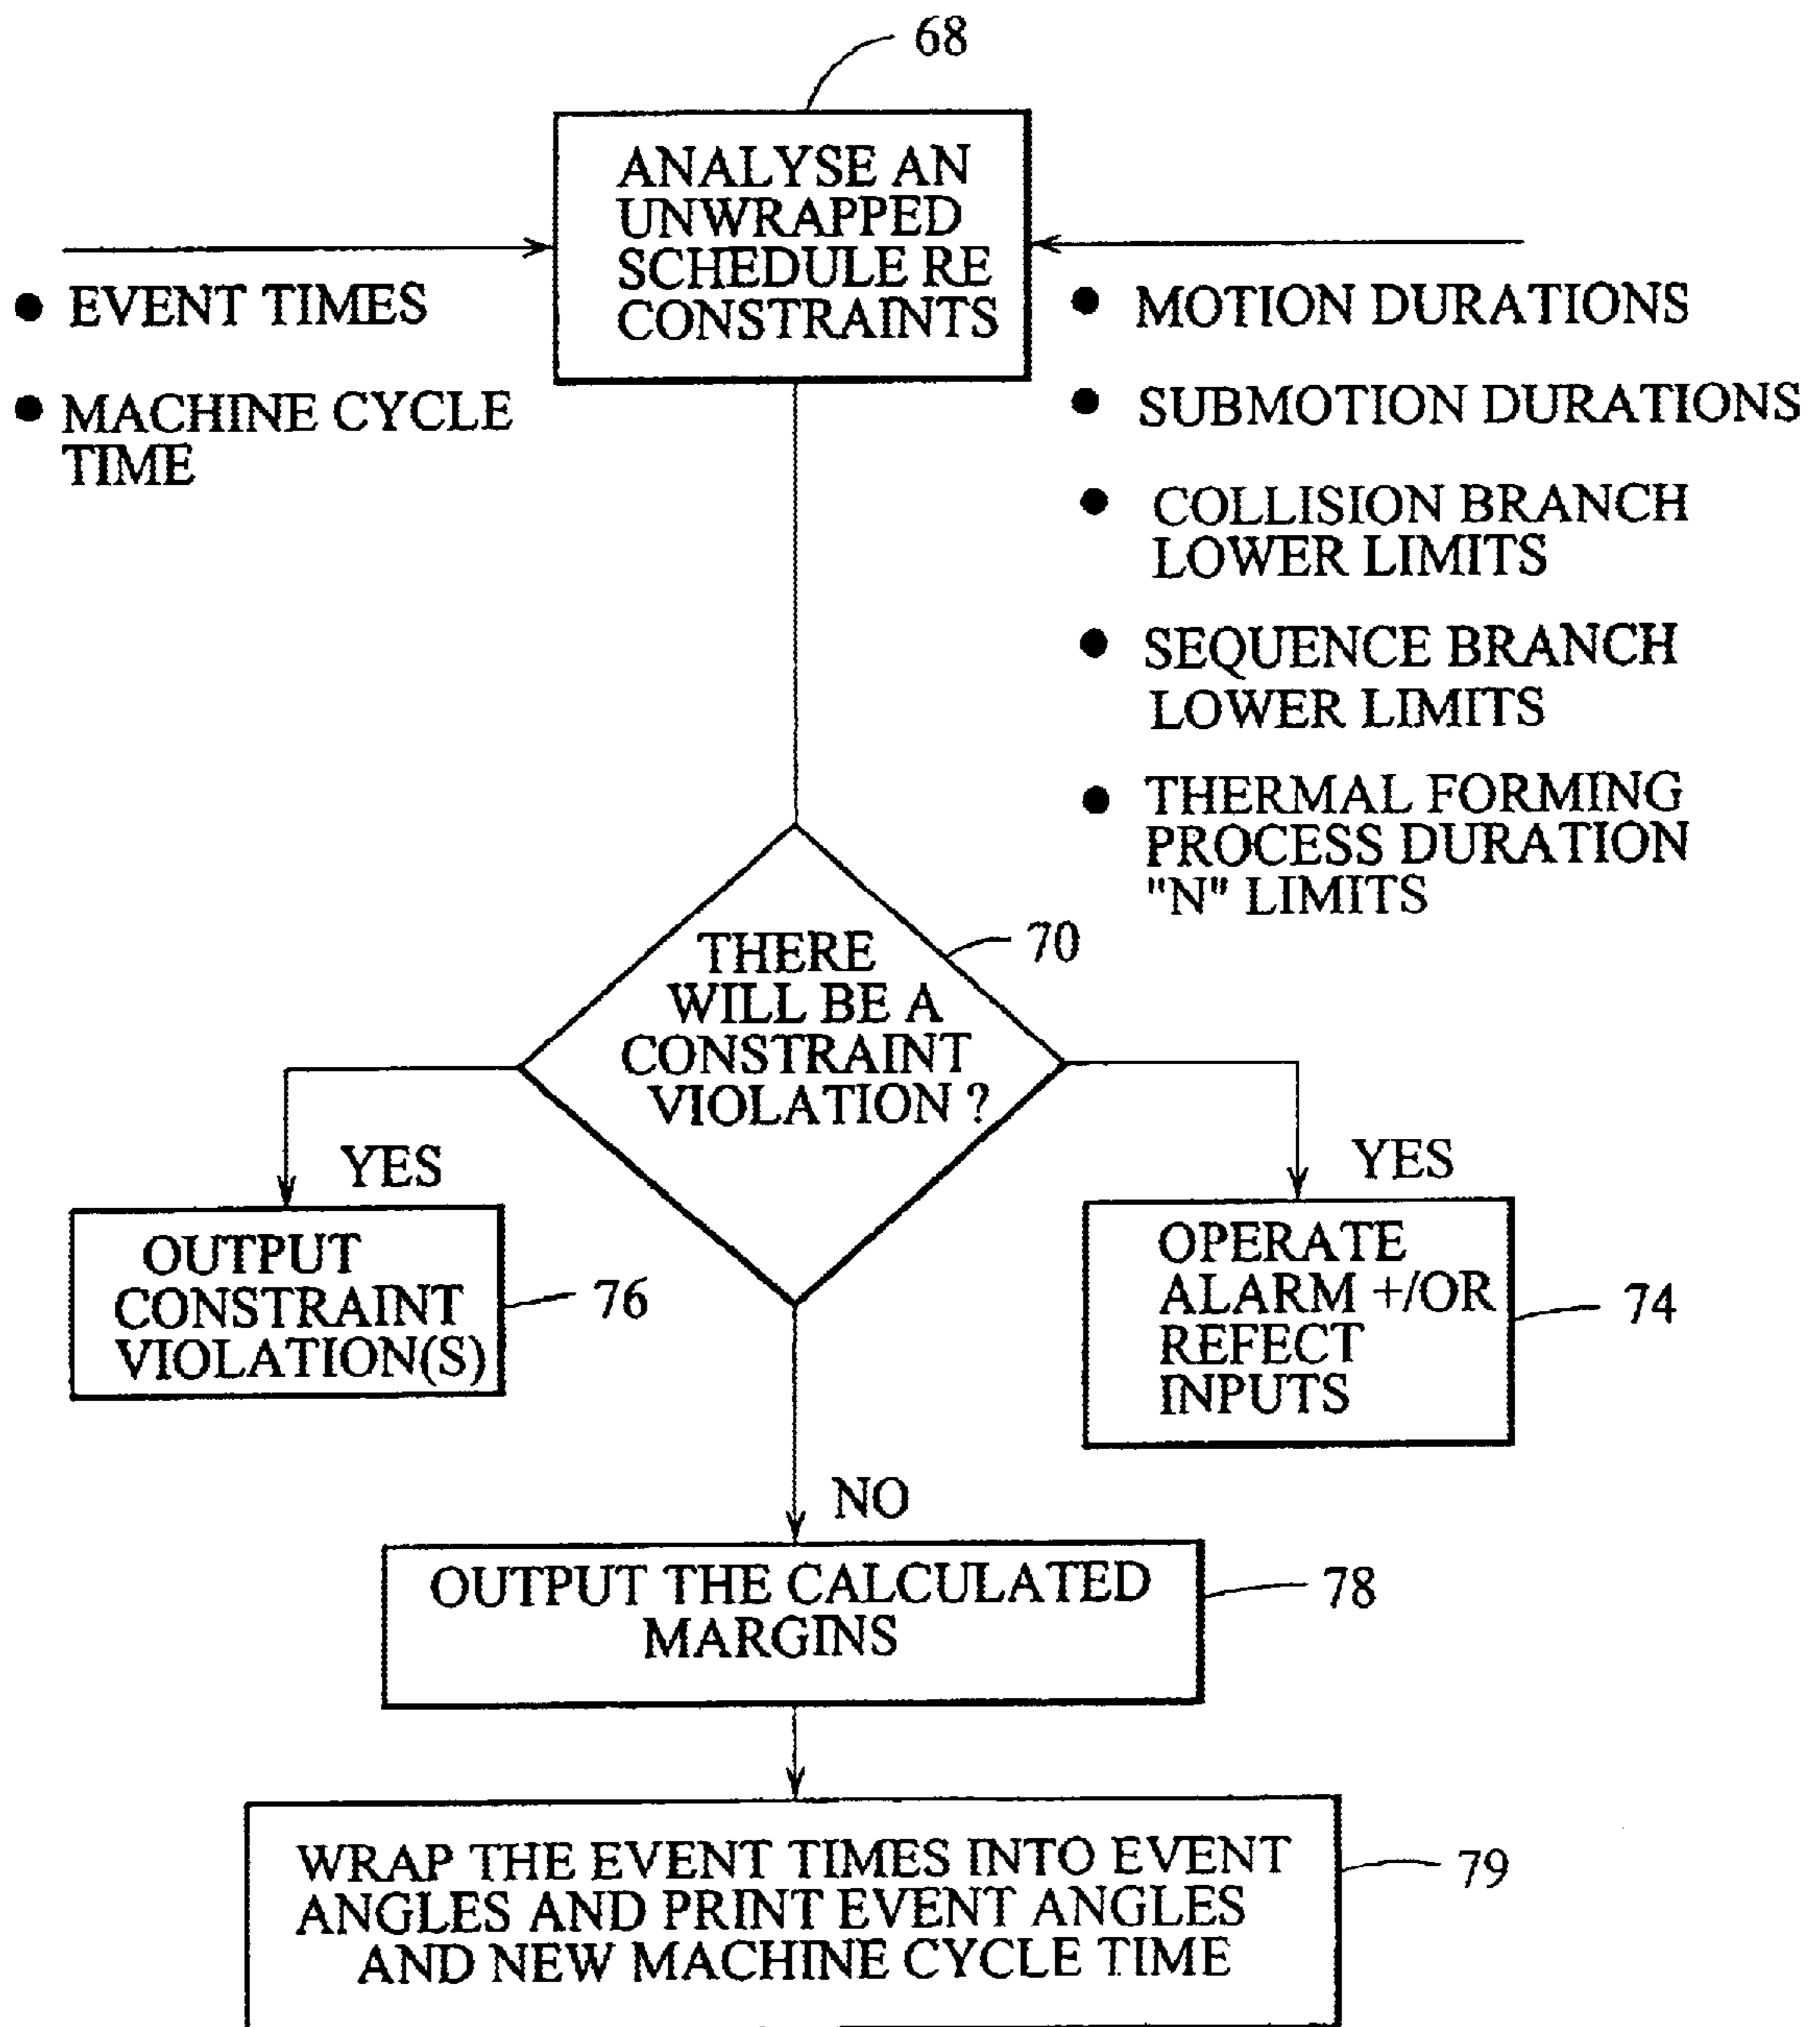 68
ANALYSE AN
UNWRAPPED
SCHEDULE RE
CONSTRAINTS
● EVENT TIMES
● MACHINE CYCLE
TIME
● MOTION DURATIONS
● SUBMOTION DURATIONS
● COLLISION BRANCH
LOWER LIMITS
● SEQUENCE BRANCH
LOWER LIMITS
● THERMAL FORMING
PROCESS DURATION
"N" LIMITS
70
THERE
WILL BE A
CONSTRAINT
VIOLATION ?
YES
OUTPUT
CONSTRAINT
VIOLATION(S)
76
YES
OPERATE
ALARM +/OR
REFECT
INPUTS
74
NO
OUTPUT THE CALCULATED
MARGINS
78
WRAP THE EVENT TIMES INTO EVENT
ANGLES AND PRINT EVENT ANGLES
AND NEW MACHINE CYCLE TIME
79